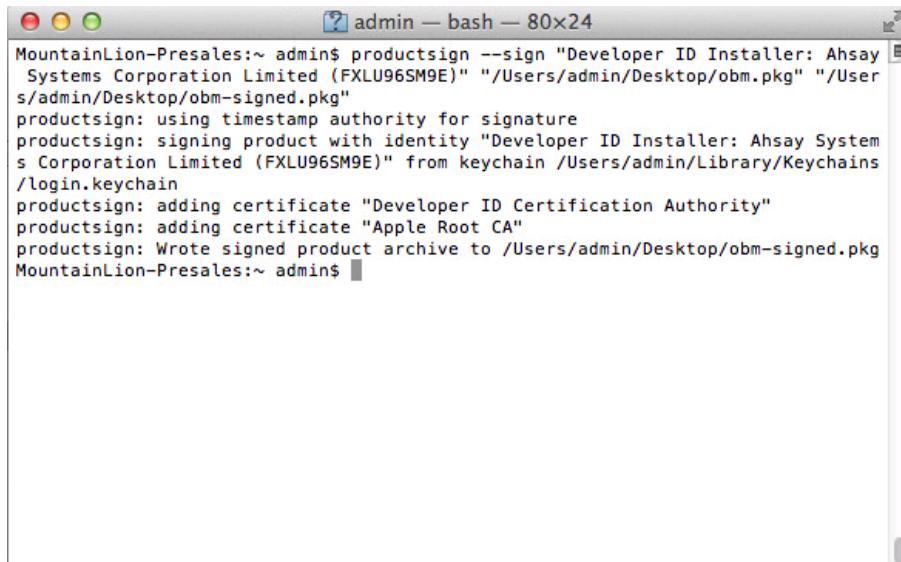 admin — bash — 80×24
MountainLion-Presales:~ admin$ productsign --sign "Developer ID Installer: Ahsay
 Systems Corporation Limited (FXLU96SM9E)" "/Users/admin/Desktop/obm.pkg" "/User
s/admin/Desktop/obm-signed.pkg"
productsign: using timestamp authority for signature
productsign: signing product with identity "Developer ID Installer: Ahsay System
s Corporation Limited (FXLU96SM9E)" from keychain /Users/admin/Library/Keychains
/login.keychain
productsign: adding certificate "Developer ID Certification Authority"
productsign: adding certificate "Apple Root CA"
productsign: Wrote signed product archive to /Users/admin/Desktop/obm-signed.pkg
MountainLion-Presales:~ admin$